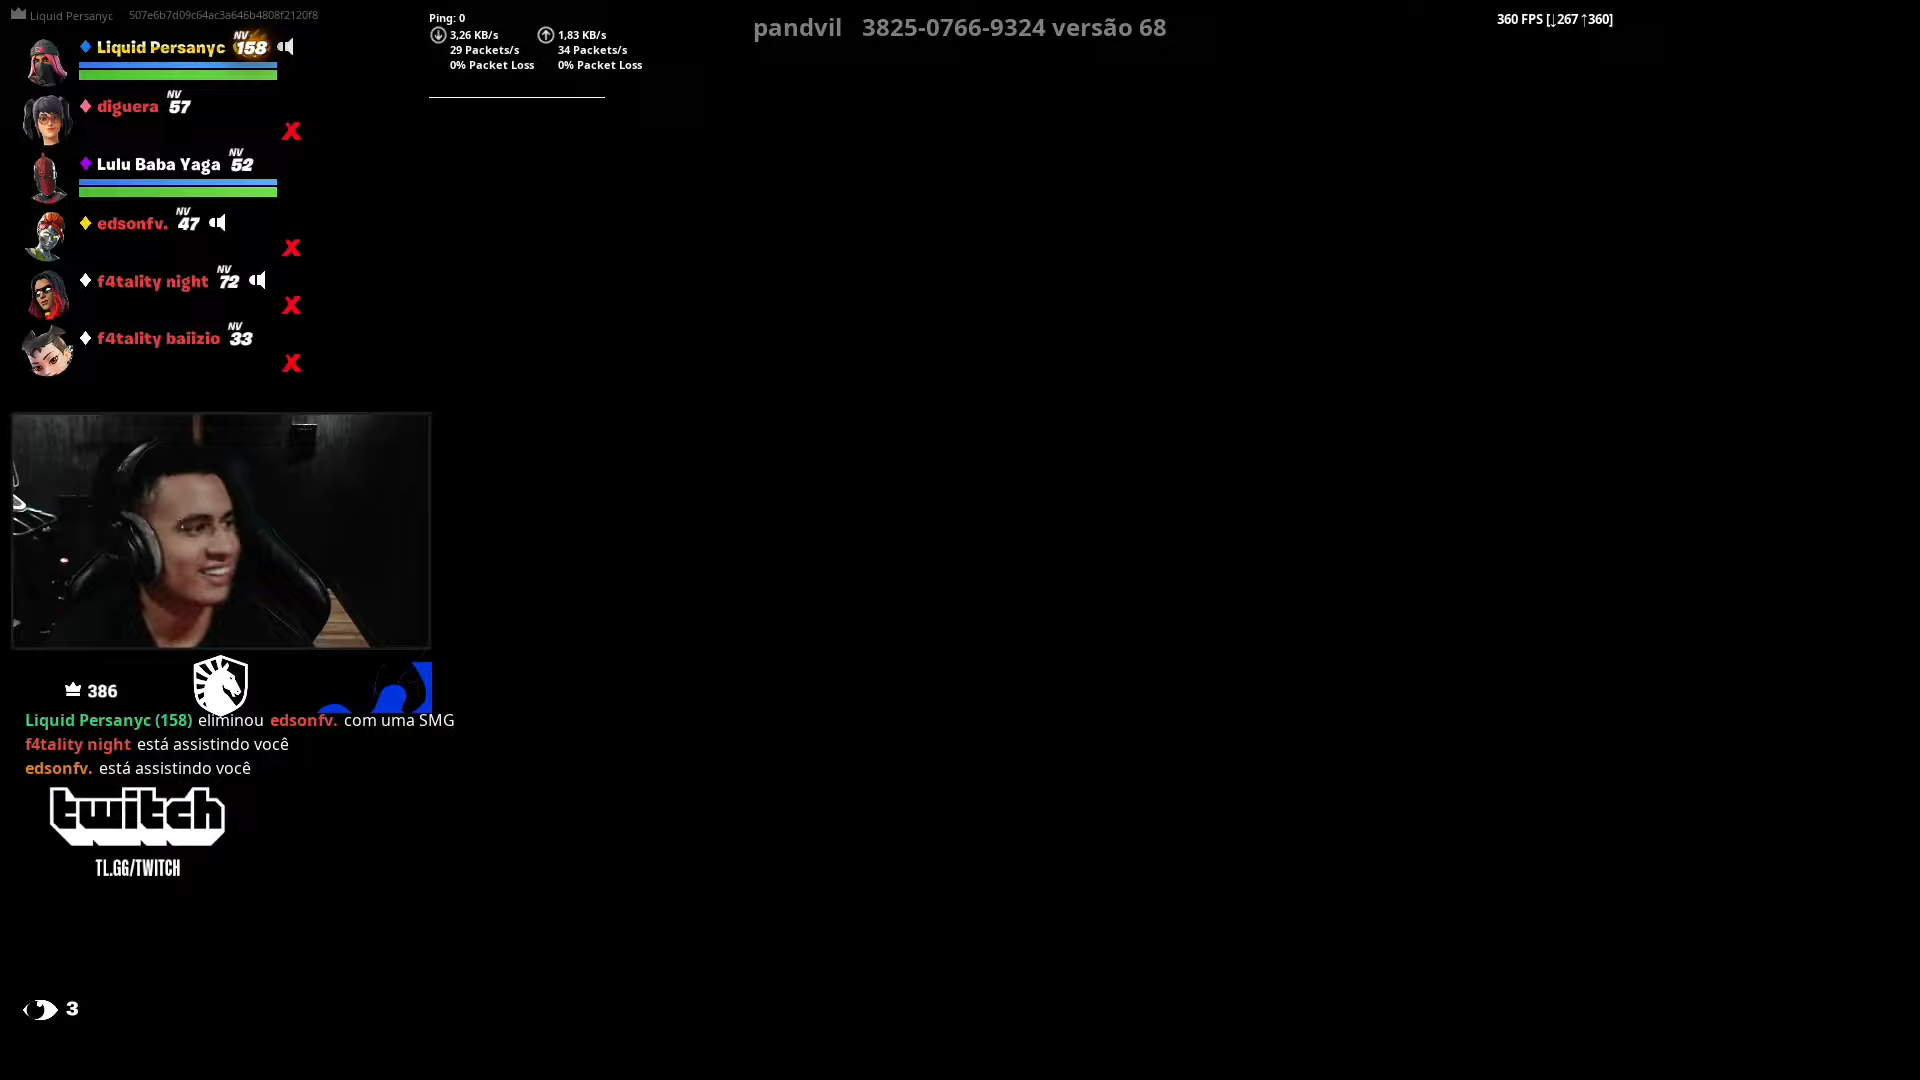 Liquid Persanyc 507e6b7d09c64ac3a646b4808f2120f8
Liquid Persanyc NV 158
diguera NV 57
X
Lulu Baba Yaga NV 52
edsonfv. NV 47
X
f4tality night NV 72
X
f4tality baiizio NV 33
X
Ping: 0
3,26 KB/s 1,83 KB/s
29 Packets/s 34 Packets/s
0% Packet Loss 0% Packet Loss
pandvil 3825-0766-9324 versão 68
360 FPS [↓267 ↑360]
386
Liquid Persanyc (158) eliminou edsonfv. com uma SMG
f4tality night está assistindo você
edsonfv. está assistindo você
twitch
TL.GG/TWITCH
3